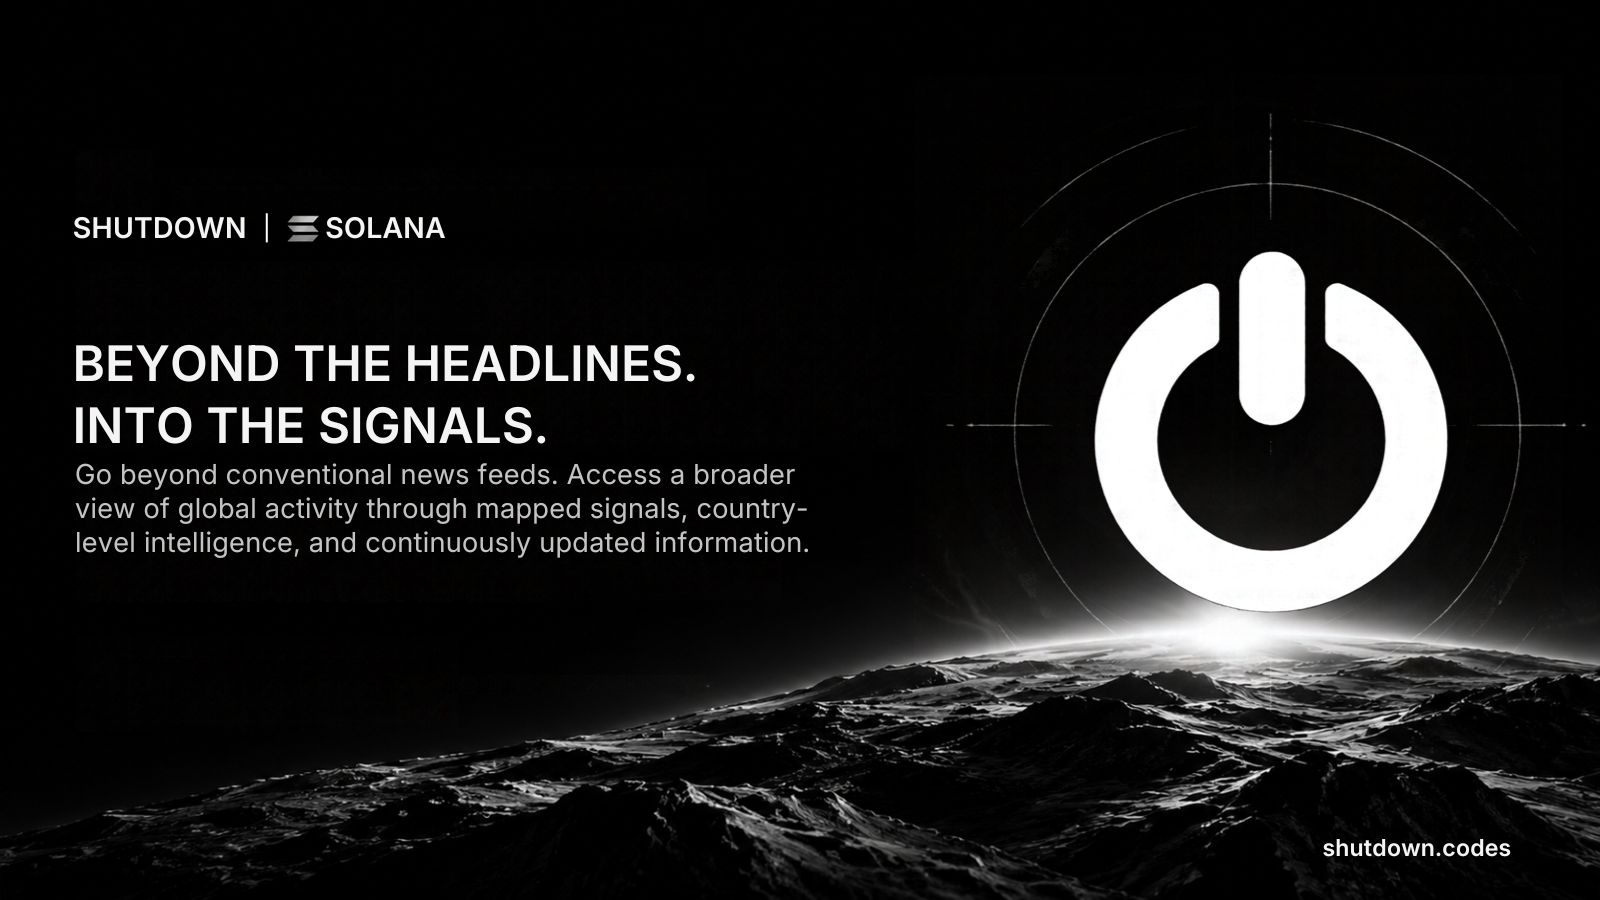 SHUTDOWN | SOLANA
BEYOND THE HEADLINES.
INTO THE SIGNALS.
Go beyond conventional news feeds. Access a broader
view of global activity through mapped signals, country-
level intelligence, and continuously updated information.
shutdown.codes